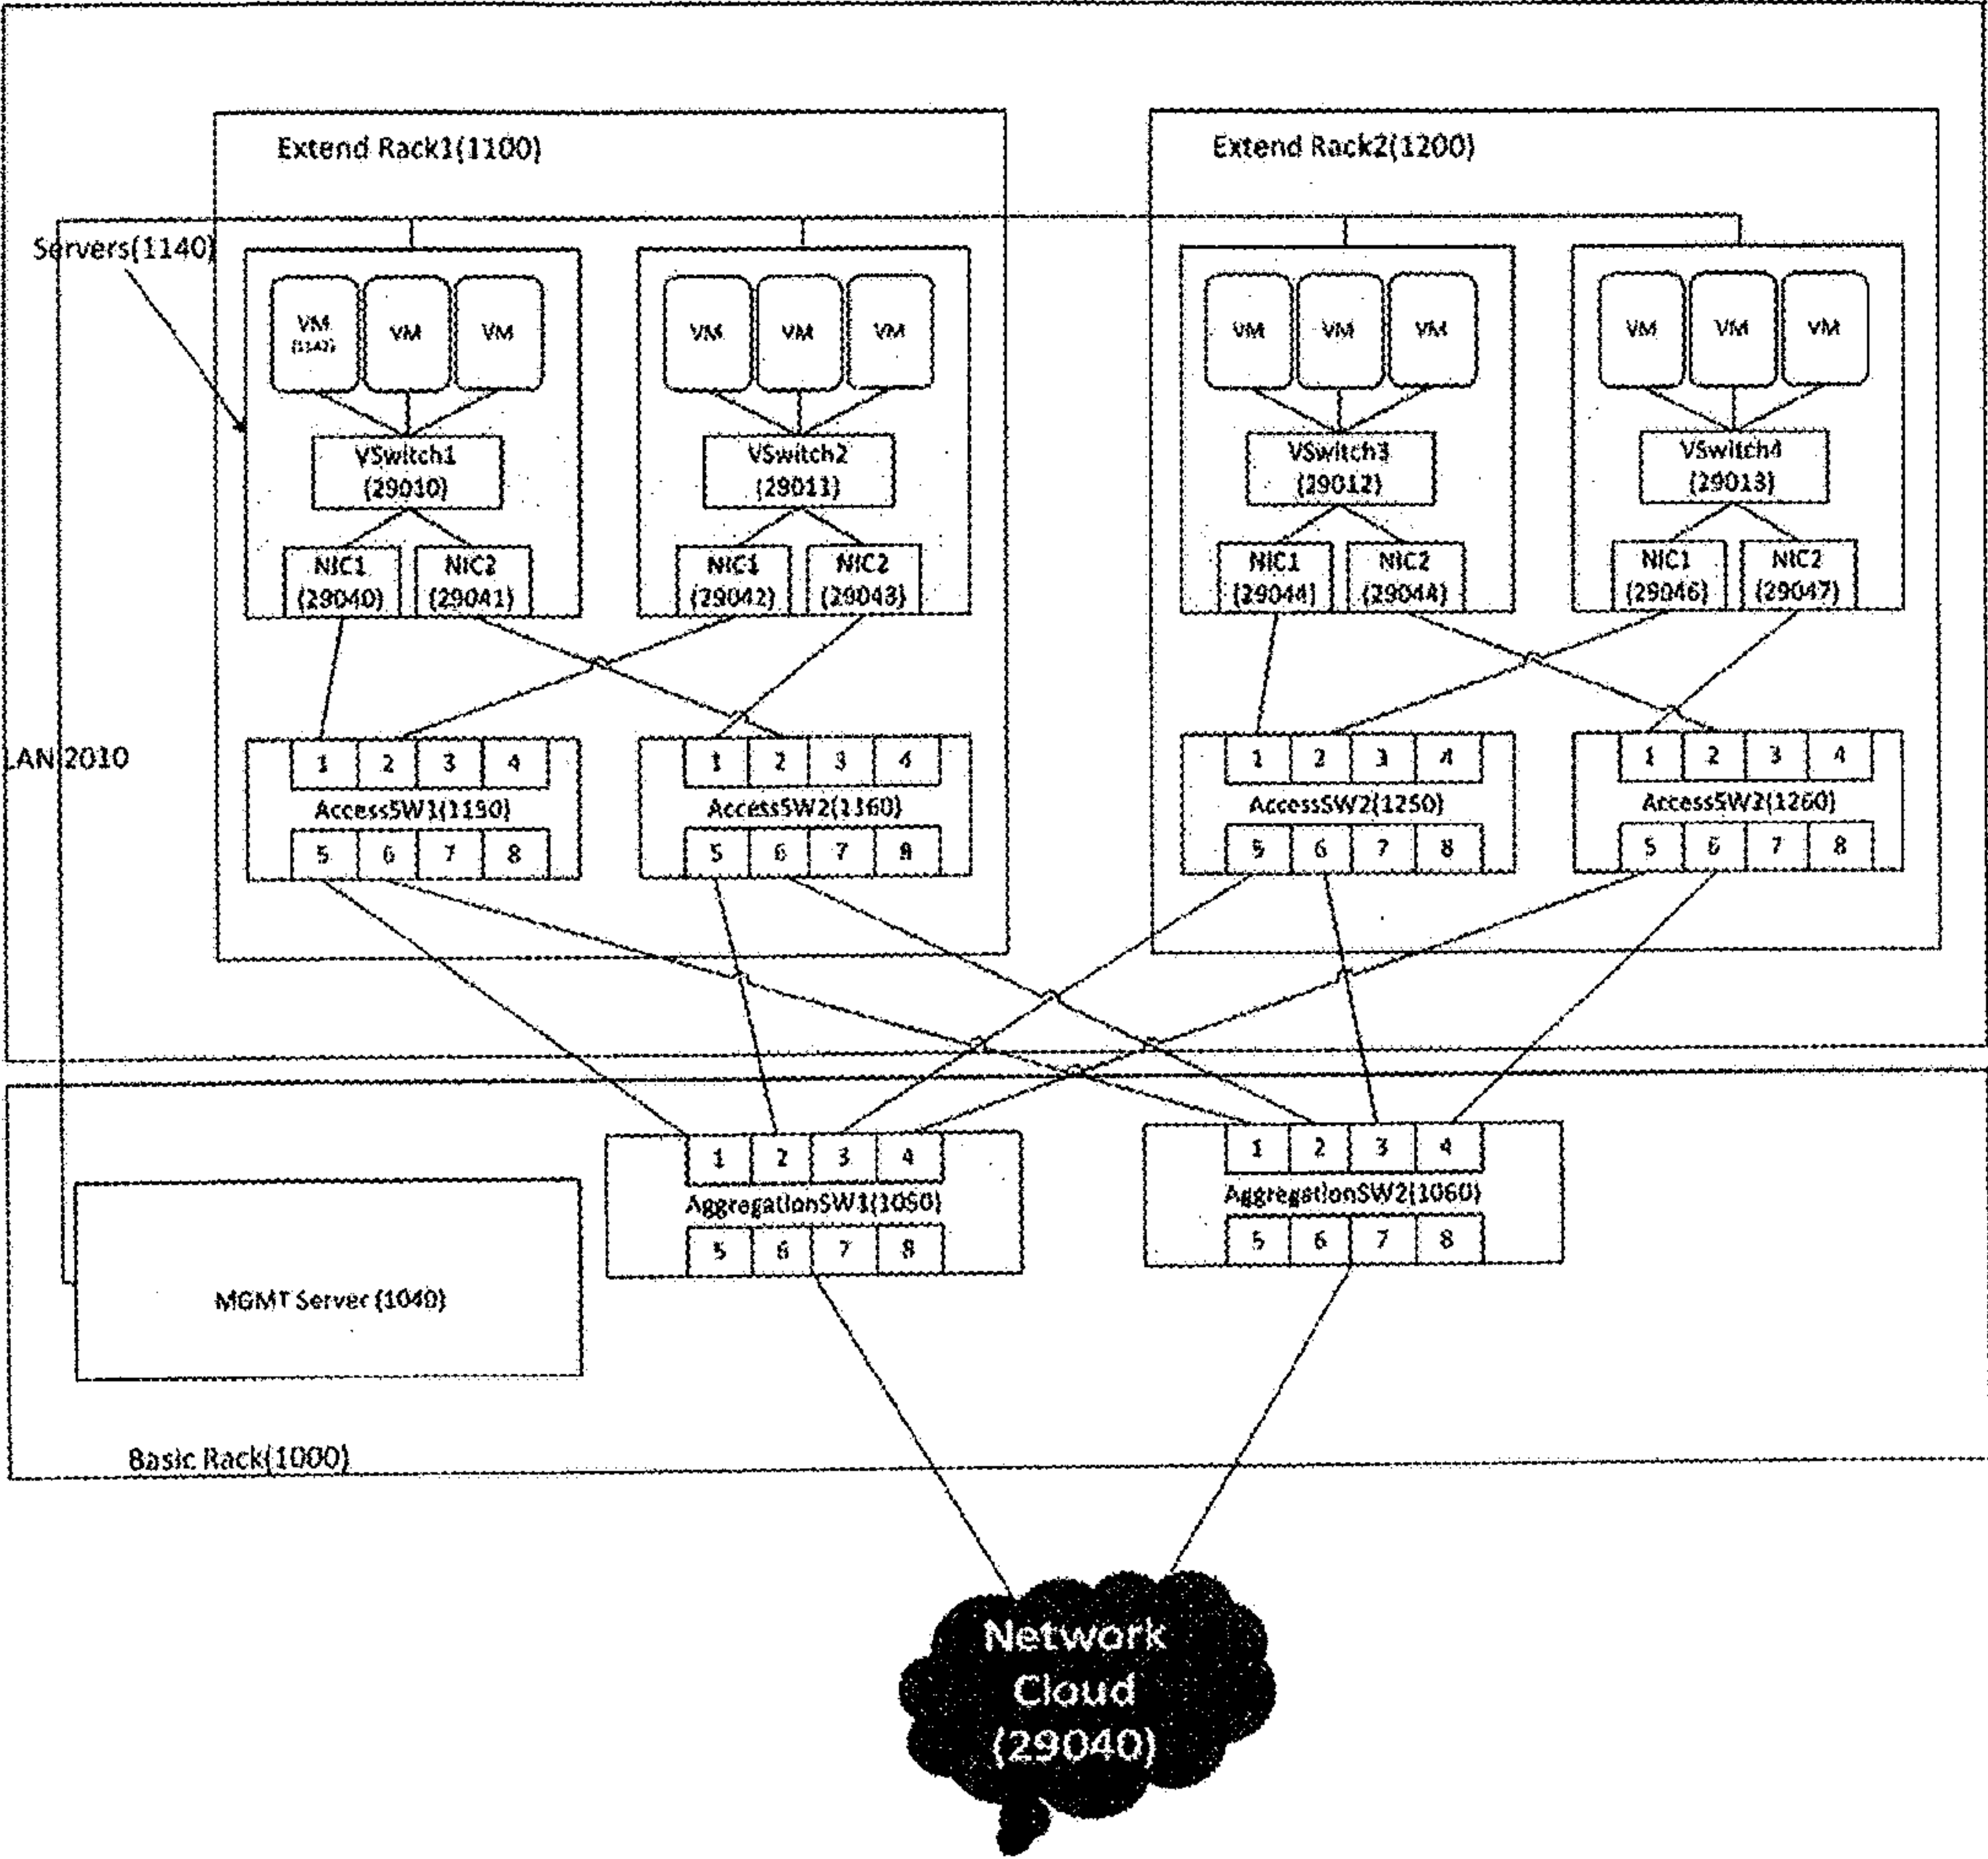 Extend Rack1(1100)
Extend Rack2(1200)
Servers(1140)
VM
(1142)
VM
VM
VM
VM
VM
VM
VM
VM
VM
VM
VM
VSwitch1
(29010)
VSwitch2
(29011)
VSwitch3
(29012)
VSwitch4
(29013)
NIC1
(29040)
NIC2
(29041)
NIC1
(29042)
NIC2
(29043)
NIC1
(29044)
NIC2
(29044)
NIC1
(29046)
NIC2
(29047)
LAN 2010
1 2 3 4
AccessSW1(1150)
5 6 7 8
1 2 3 4
AccessSW2(1160)
5 6 7 8
1 2 3 4
AccessSW2(1250)
5 6 7 8
1 2 3 4
AccessSW2(1260)
5 6 7 8
1 2 3 4
AggregationSW1(1050)
5 6 7 8
1 2 3 4
AggregationSW2(1060)
5 6 7 8
MGMT Server (1040)
Basic Rack(1000)
Network
Cloud
(29040)